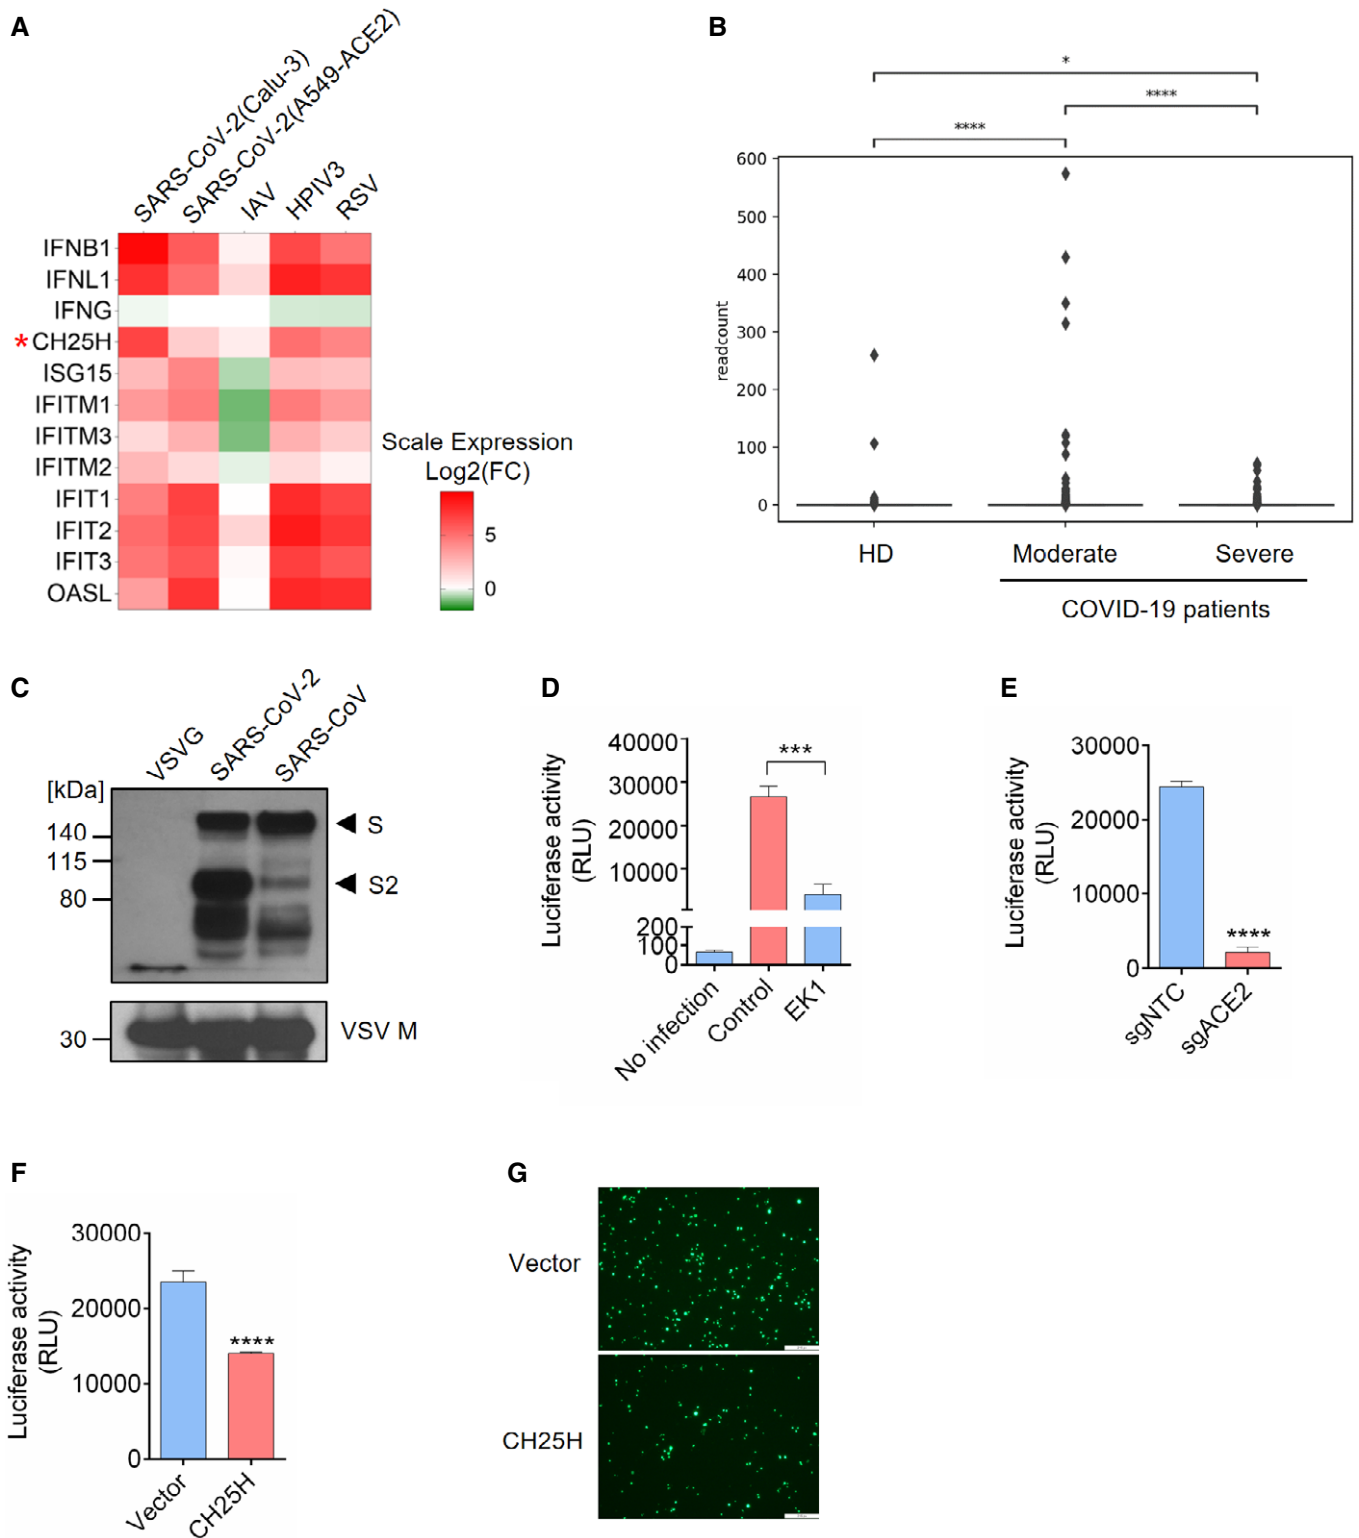 A
SARS-CoV-2(Calu-3)
SARS-CoV-2(A549-ACE2)
IAV
HPIV3
RSV
IFNB1
IFNL1
IFNG
*CH25H
ISG15
IFITM1
IFITM3
IFITM2
IFIT1
IFIT2
IFIT3
OASL
Scale Expression
Log2(FC)
5
0
B
*
****
****
readcount
600
500
400
300
200
100
0
HD
Moderate
Severe
COVID-19 patients
C
VSVG
SARS-CoV-2
SARS-CoV
[kDa]
140
115
80
S
S2
30
VSV M
D
Luciferase activity
(RLU)
40000
30000
20000
10000
200
100
0
***
No infection
Control
EK1
E
Luciferase activity
(RLU)
30000
20000
10000
0
****
sgNTC
sgACE2
F
Luciferase activity
(RLU)
30000
20000
10000
0
****
Vector
CH25H
G
Vector
CH25H